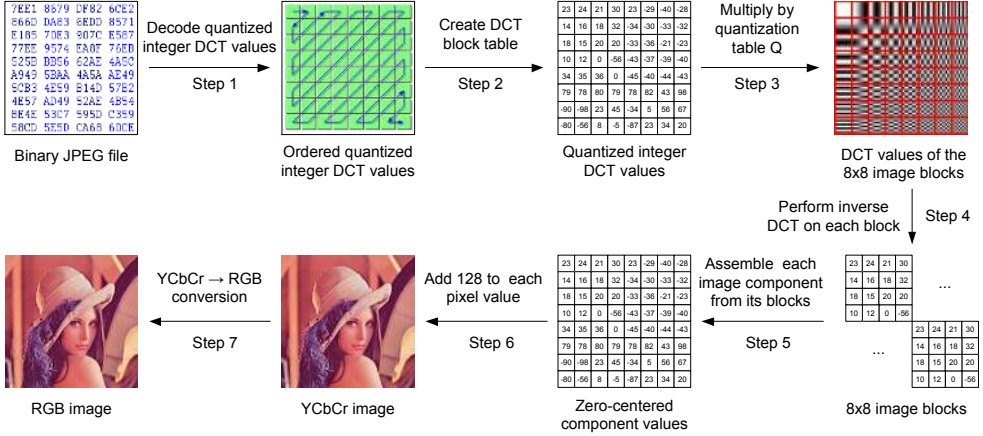 7EE1 8679 DF82 6CE2
866D DA83 6EDD 8571
E185 70E3 907C E587
77EE 9574 EA0F 76EB
525B BB56 62AE 4A5C
A949 5BAA 4A5A AE49
5CB3 4E59 B14D 57B2
4E57 AD49 52AE 4B54
BE4E 53C7 595D C359
58CD 5E5D CA68 60CE
Binary JPEG file
Decode quantized
integer DCT values
Step 1
Ordered quantized
integer DCT values
Create DCT
block table
Step 2
23 24 21 30 23 -29 -40 -28
14 16 18 32 -34 -30 -33 -33
18 15 20 20 -33 -36 -21 -23
10 12 0 -56 -43 -37 -39 -40
34 35 36 0 -45 -40 -44 -43
79 78 80 79 78 82 43 98
-90 -98 23 45 -34 5 56 67
-80 -56 8 -5 -87 23 34 20
Quantized integer
DCT values
Multiply by
quantization
table Q
Step 3
DCT values of the
8x8 image blocks
Perform inverse
DCT on each block
Step 4
23 24 21 30
14 16 18 32
18 15 20 20
10 12 0 -56
...
...
23 24 21 30
14 16 18 32
18 15 20 20
10 12 0 -56
8x8 image blocks
Assemble each
image component
from its blocks
Step 5
23 24 21 30 23 -29 -40 -28
14 16 18 32 -34 -30 -33 -33
18 15 20 20 -33 -36 -21 -23
10 12 0 -56 -43 -37 -39 -40
34 35 36 0 -45 -40 -44 -43
79 78 80 79 78 82 43 98
-90 -98 23 45 -34 5 56 67
-80 -56 8 -5 -87 23 34 20
Zero-centered
component values
Add 128 to each
pixel value
Step 6
YCbCr image
YCbCr → RGB
conversion
Step 7
RGB image